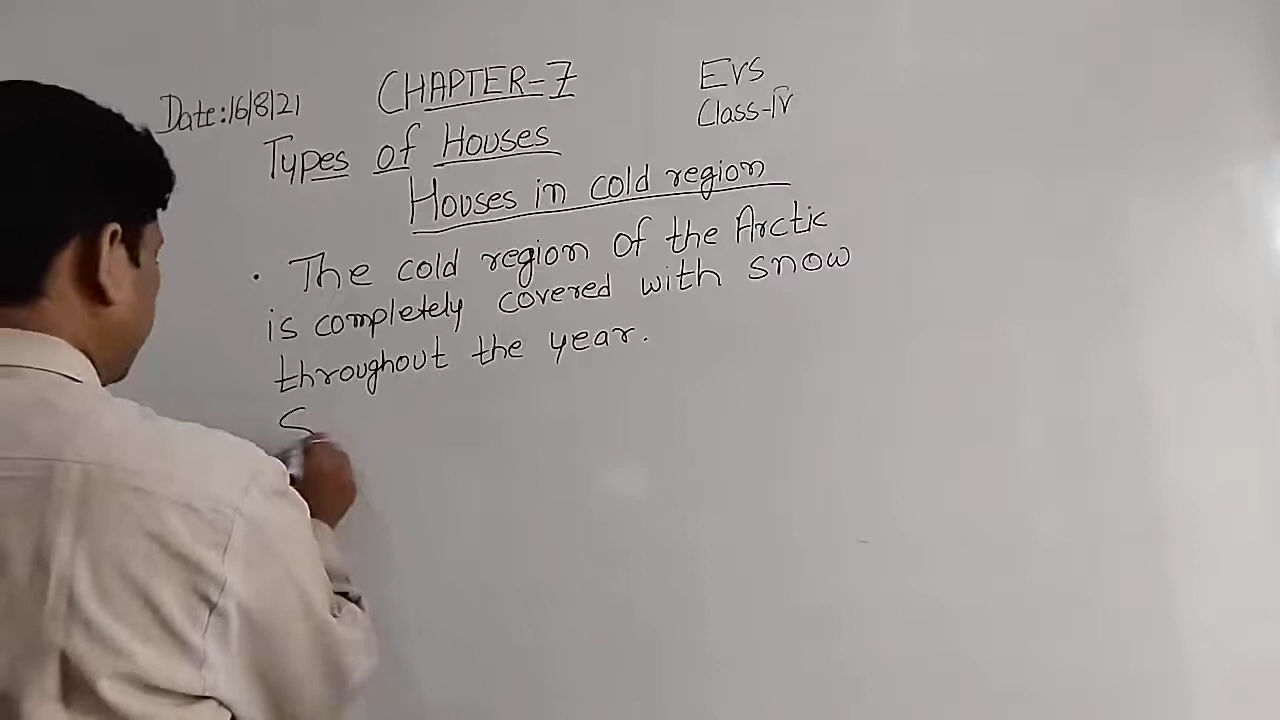 Date:16/8/21
CHAPTER-7
EVS
Class-IV
Types of Houses
Houses in cold region
. The cold region of the Arctic
is completely covered with snow
throughout the year.
S